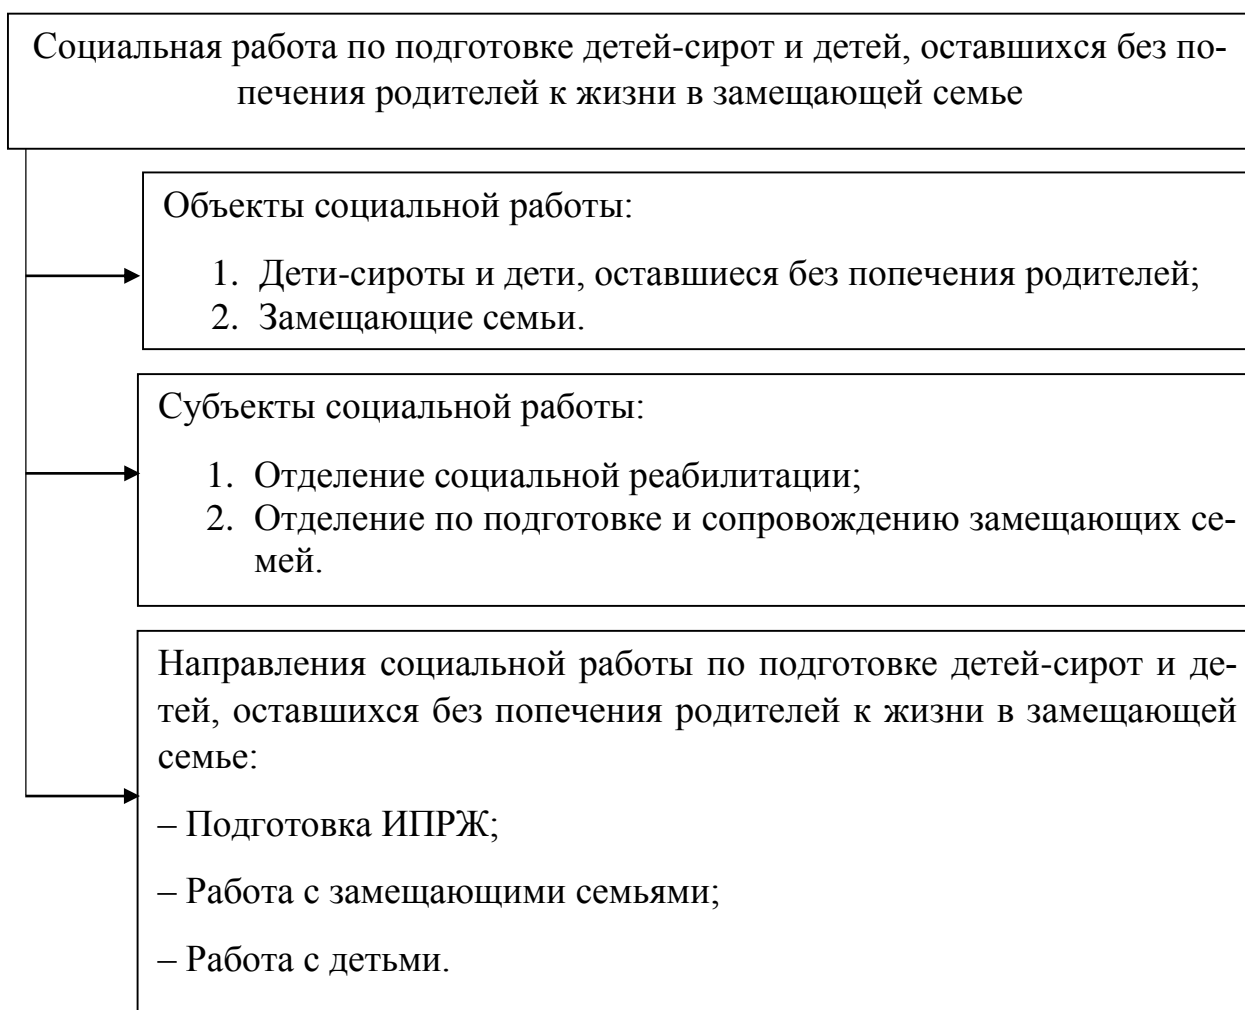 Социальная работа по подготовке детей-сирот и детей, оставшихся без по-
печения родителей к жизни в замещающей семье
Объекты социальной работы:
1. Дети-сироты и дети, оставшиеся без попечения родителей;
2. Замещающие семьи.
Субъекты социальной работы:
1. Отделение социальной реабилитации;
2. Отделение по подготовке и сопровождению замещающих се-
мей.
Направления социальной работы по подготовке детей-сирот и де-
тей, оставшихся без попечения родителей к жизни в замещающей
семье:
– Подготовка ИПРЖ;
– Работа с замещающими семьями;
– Работа с детьми.